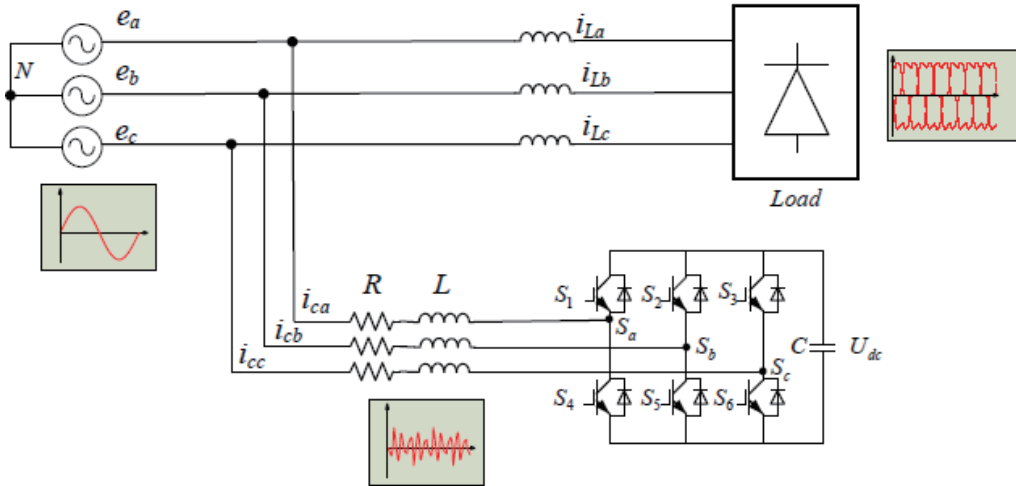 e_a
i_La
N
e_b
i_Lb
e_c
i_Lc
Load
R
L
i_ca
S_1
S_2
S_3
S_a
i_cb
S_b
C
U_dc
i_cc
S_c
S_4
S_5
S_6